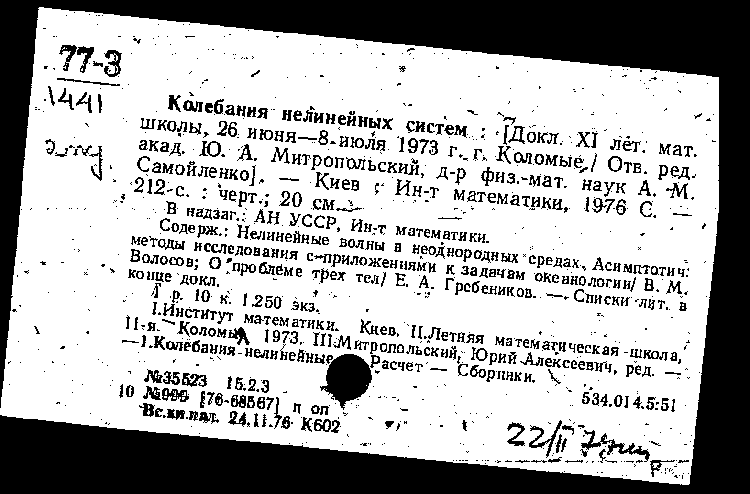 77-3
1441
Колебания нелинейных систем : [Докл. XI лет. мат.
школы, 26 июня—8 июля 1973 г. г. Коломые / Отв. ред.
акад. Ю. А. Митропольский, д-р физ.-мат. наук А. М.
Самойленко]. — Киев : Ин-т математики, 1976 С. —
212 с. : черт.; 20 см.
В надзаг.: АН УССР, Ин-т математики.
Содерж.: Нелинейные волны в неоднородных средах. Асимптотич.
методы исследования с приложениями к задачам океанологии/ В. М.
Волосов; О проблеме трех тел/ Е. А. Гребеников. — Списки лит. в
конце докл.
1 р. 10 к. 1.250 экз.
I.Институт математики. Киев. II.Летняя математическая школа,
11-я. Коломыя 1973. III.Митропольский, Юрий Алексеевич, ред. —
—1.Колебания нелинейные Расчет — Сборники.
534.014.5:51
№35523 15.2.3
10 №999 [76-68567] п оп
Вс.кн.пал. 24.11.76 К602
22/II